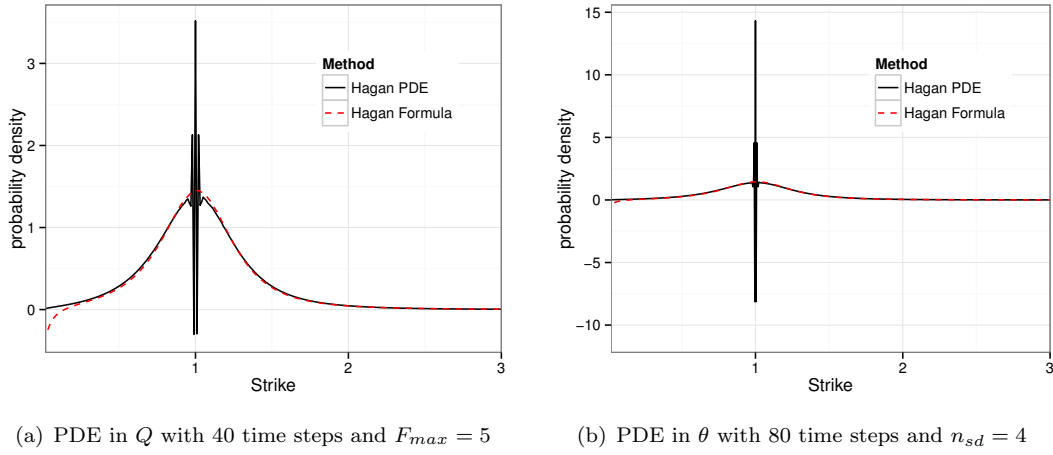 probability density
3
2
1
0
Method
Hagan PDE
Hagan Formula
1
2
3
Strike
(a) PDE in Q with 40 time steps and F_max = 5
probability density
15
10
5
0
−5
−10
Method
Hagan PDE
Hagan Formula
1
2
3
Strike
(b) PDE in θ with 80 time steps and n_sd = 4